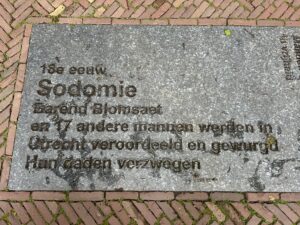 18e eeuw
Sodomie
Barend Blomsaet
en 17 andere mannen werden in
Utrecht veroordeeld en gewurgd
Hun daden verzwegen